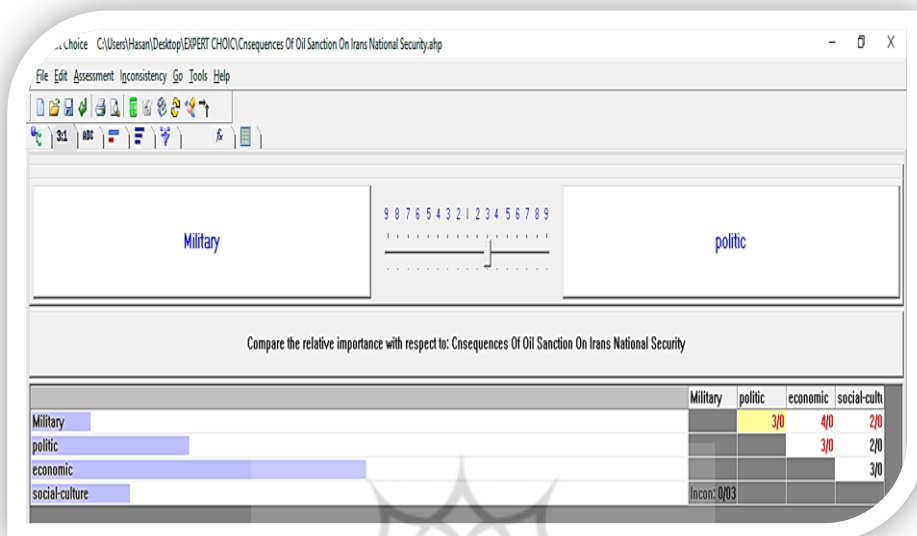 t Choice C:\Users\Hasan\Desktop\EXPERT CHOIC\Cnsequences Of Oil Sanction On Irans National Security.ahp
File Edit Assessment Inconsistency Go Tools Help
3:1 ABC fx
9 8 7 6 5 4 3 2 1 2 3 4 5 6 7 8 9
Military politic
Compare the relative importance with respect to: Cnsequences Of Oil Sanction On Irans National Security
Military politic economic social-cultu
Military 3/0 4/0 2/0
politic 3/0 2/0
economic 3/0
social-culture Incon: 0/03